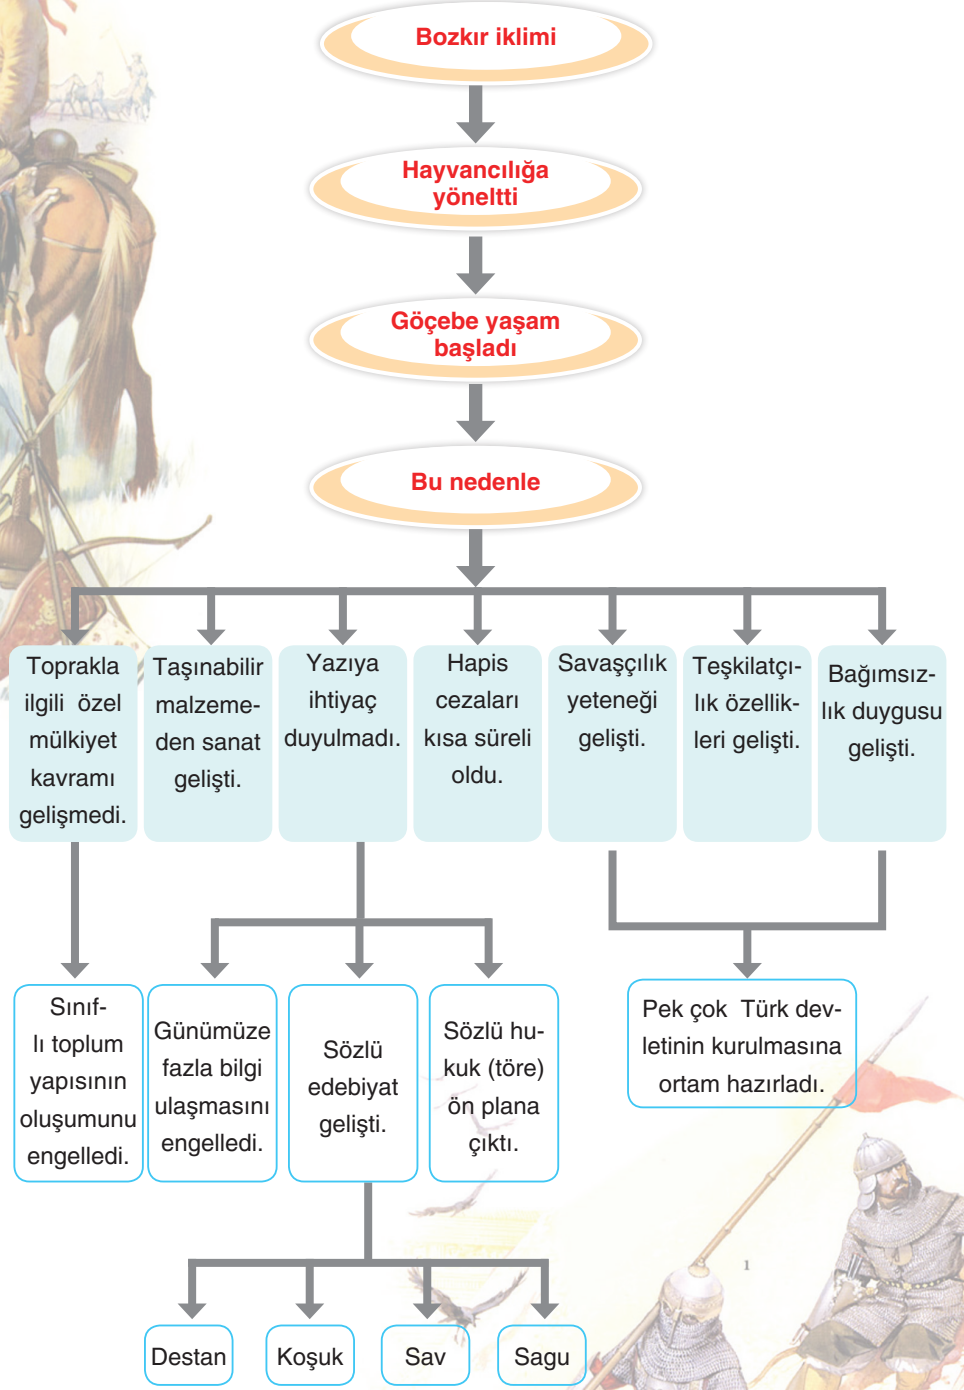 Bozkır iklimi
Hayvancılığa
yöneltti
Göçebe yaşam
başladı
Bu nedenle
Toprakla
ilgili özel
mülkiyet
kavramı
gelişmedi.
Taşınabilir
malzeme-
den sanat
gelişti.
Yazıya
ihtiyaç
duyulmadı.
Hapis
cezaları
kısa süreli
oldu.
Savaşçılık
yeteneği
gelişti.
Teşkilatçı-
lık özellik-
leri gelişti.
Bağımsız-
lık duygusu
gelişti.
Sınıf-
lı toplum
yapısının
oluşumunu
engelledi.
Günümüze
fazla bilgi
ulaşmasını
engelledi.
Sözlü
edebiyat
gelişti.
Sözlü hu-
kuk (töre)
ön plana
çıktı.
Pek çok Türk dev-
letinin kurulmasına
ortam hazırladı.
1
Destan
Koşuk
Sav
Sagu